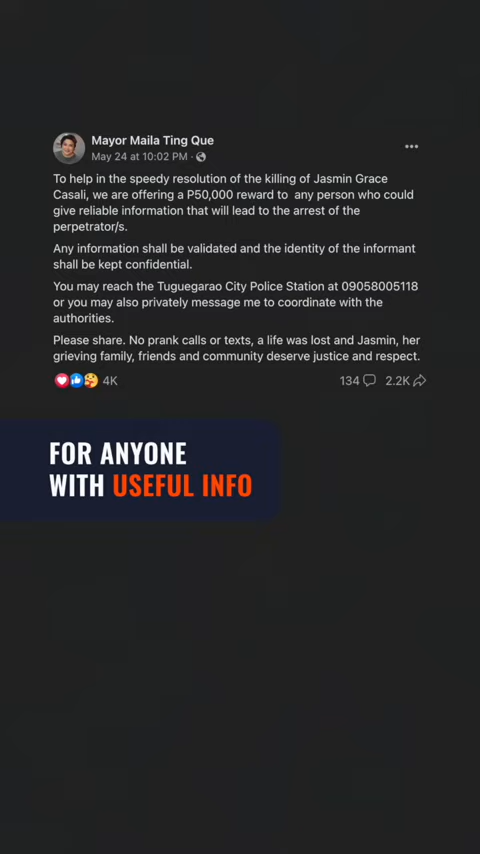 Mayor Maila Ting Que
May 24 at 10:02 PM ·
To help in the speedy resolution of the killing of Jasmin Grace
Casali, we are offering a P50,000 reward to any person who could
give reliable information that will lead to the arrest of the
perpetrator/s.
Any information shall be validated and the identity of the informant
shall be kept confidential.
You may reach the Tuguegarao City Police Station at 09058005118
or you may also privately message me to coordinate with the
authorities.
Please share. No prank calls or texts, a life was lost and Jasmin, her
grieving family, friends and community deserve justice and respect.
4K 134 2.2K
FOR ANYONE
WITH USEFUL INFO